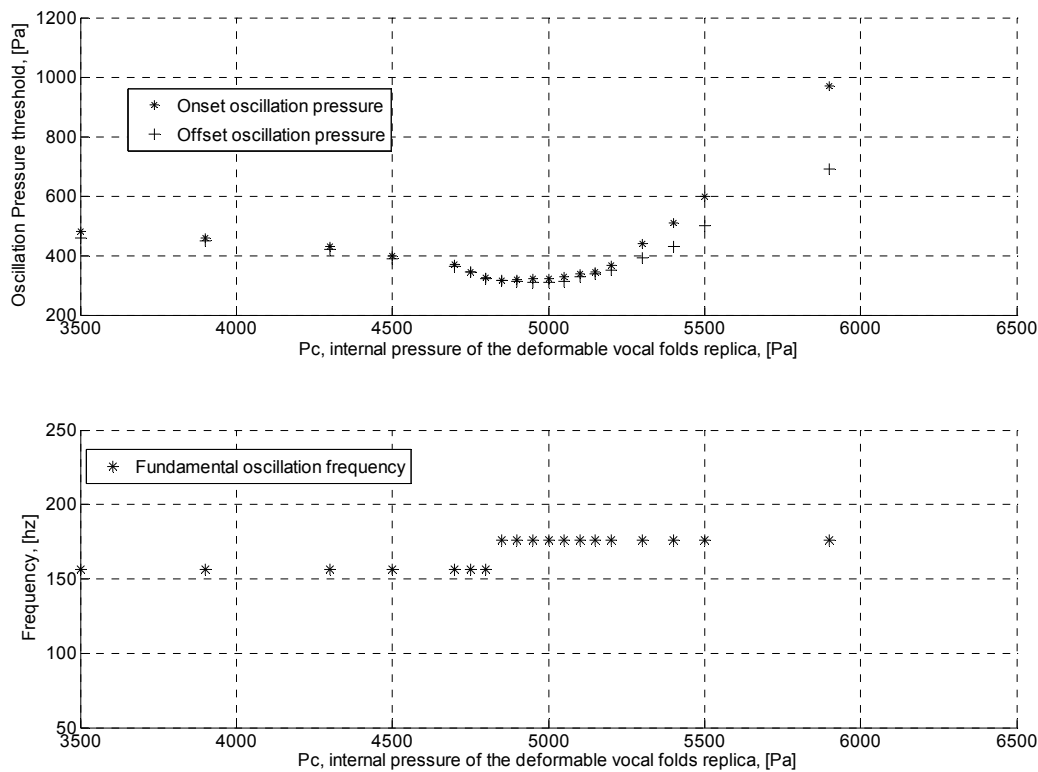 1200
1000
800
600
400
200
Oscillation Pressure threshold, [Pa]
Onset oscillation pressure
Offset oscillation pressure
3500 4000 4500 5000 5500 6000 6500
Pc, internal pressure of the deformable vocal folds replica, [Pa]
250
200
150
100
50
Frequency, [hz]
Fundamental oscillation frequency
3500 4000 4500 5000 5500 6000 6500
Pc, internal pressure of the deformable vocal folds replica, [Pa]